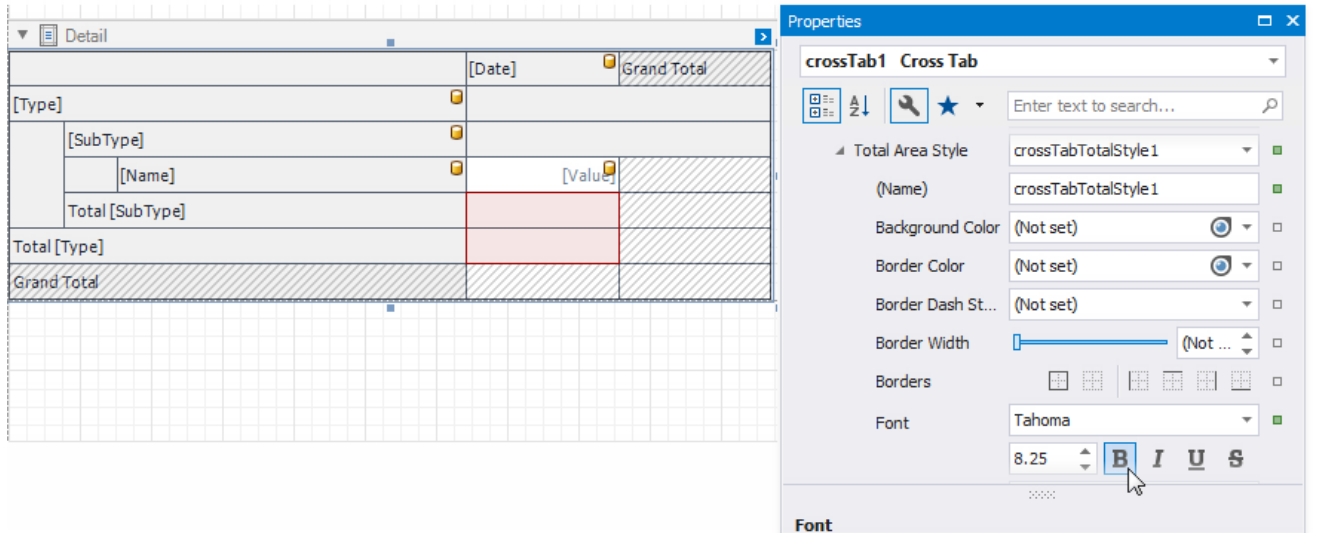 Detail
[Date] Grand Total
[Type]
[SubType]
[Name] [Value]
Total [SubType]
Total [Type]
Grand Total
Properties
crossTab1 Cross Tab
Enter text to search...
Total Area Style crossTabTotalStyle1
(Name) crossTabTotalStyle1
Background Color (Not set)
Border Color (Not set)
Border Dash St... (Not set)
Border Width (Not ...
Borders
Font Tahoma
8.25 B I U S
Font